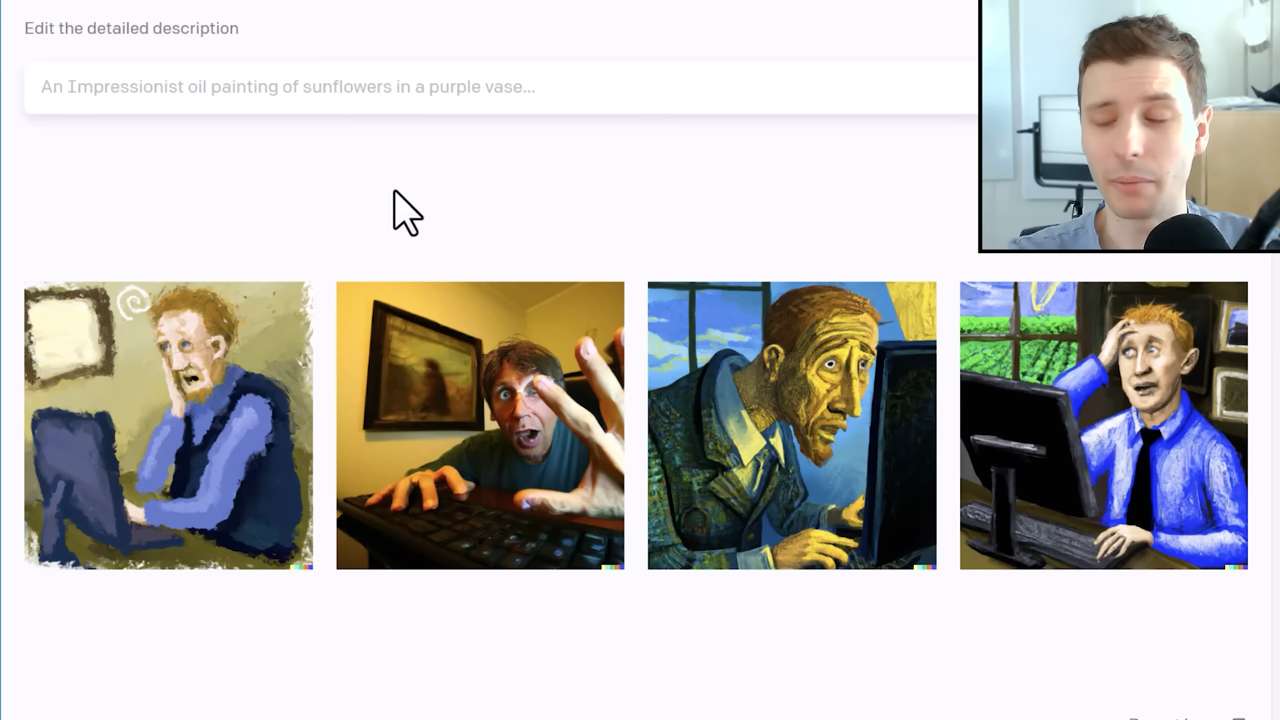 Edit the detailed description
An Impressionist oil painting of sunflowers in a purple vase...